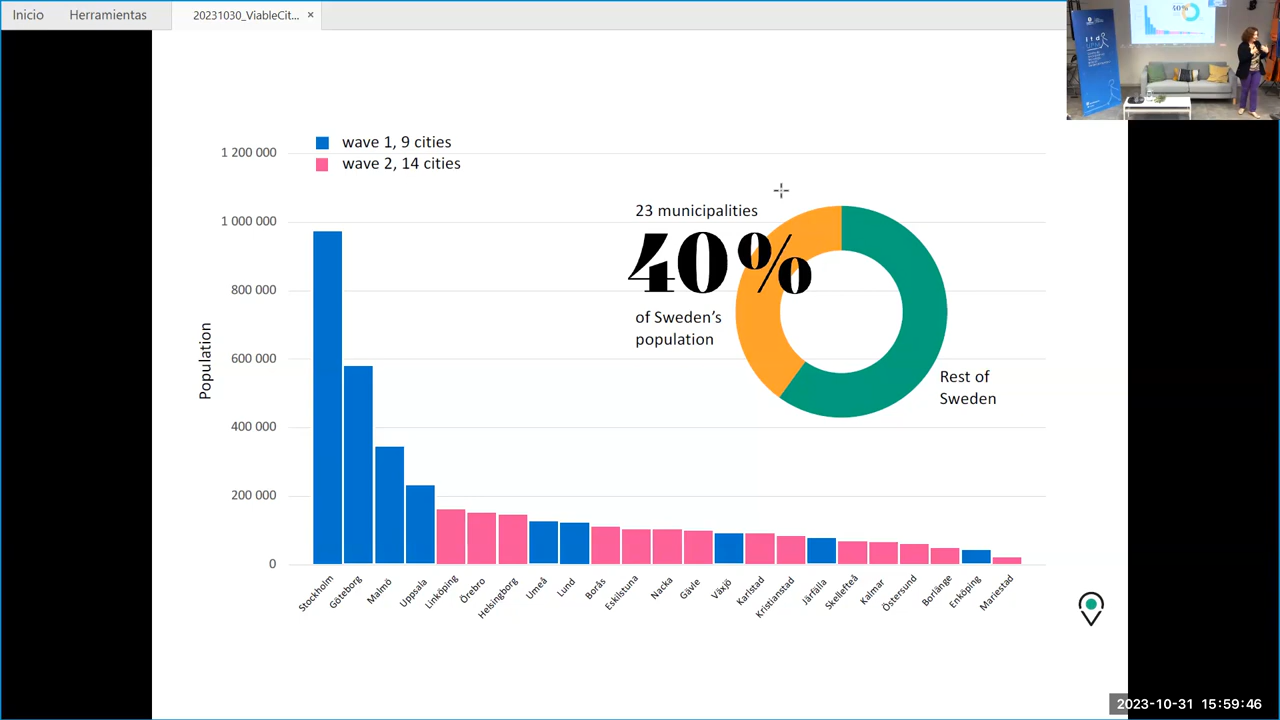 Inicio Herramientas 20231030_ViableCit... ×
40%
itd
UPM
wave 1, 9 cities
wave 2, 14 cities
1 200 000
1 000 000
800 000
600 000
400 000
200 000
0
Population
23 municipalities
40%
of Sweden's
population
Rest of
Sweden
Stockholm
Göteborg
Malmö
Uppsala
Linköping
Örebro
Helsingborg
Umeå
Lund
Borås
Eskilstuna
Nacka
Gävle
Växjö
Karlstad
Kristianstad
Järfälla
Skellefteå
Kalmar
Östersund
Borlänge
Enköping
Mariestad
2023-10-31 15:59:46